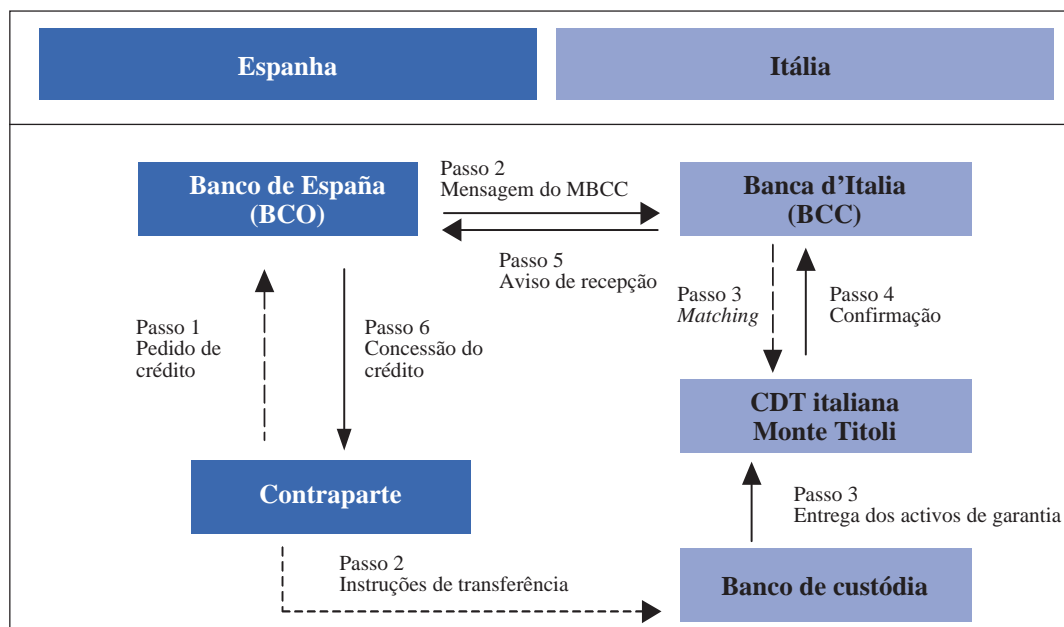 Espanha
Itália
Banco de España
(BCO)
Passo 2
Mensagem do MBCC
Banca d’Italia
(BCC)
Passo 5
Aviso de recepção
Passo 1
Pedido de
crédito
Passo 6
Concessão do
crédito
Passo 3
Matching
Passo 4
Confirmação
CDT italiana
Monte Titoli
Contraparte
Passo 3
Entrega dos activos de garantia
Passo 2
Instruções de transferência
Banco de custódia